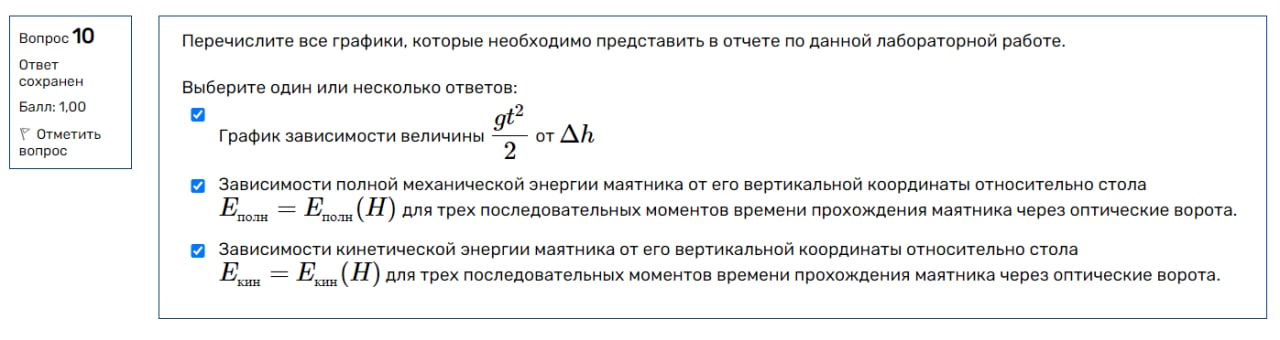 Вопрос 10
Ответ
сохранен
Балл: 1,00
Отметить
вопрос
Перечислите все графики, которые необходимо представить в отчете по данной лабораторной работе.
Выберите один или несколько ответов:
График зависимости величины $\frac{gt^2}{2}$ от $\Delta h$
Зависимости полной механической энергии маятника от его вертикальной координаты относительно стола
$E_{\text{полн}} = E_{\text{полн}}(H)$ для трех последовательных моментов времени прохождения маятника через оптические ворота.
Зависимости кинетической энергии маятника от его вертикальной координаты относительно стола
$E_{\text{кин}} = E_{\text{кин}}(H)$ для трех последовательных моментов времени прохождения маятника через оптические ворота.